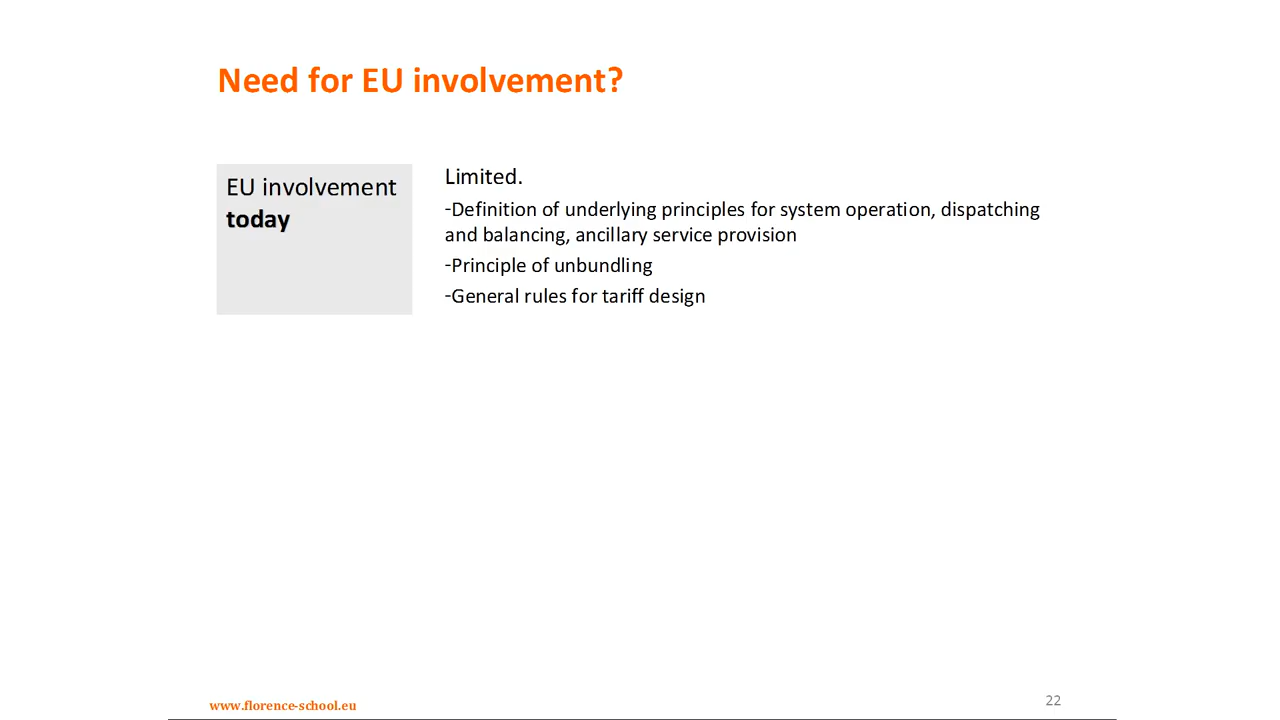 Need for EU involvement?
EU involvement
today
Limited.
-Definition of underlying principles for system operation, dispatching
and balancing, ancillary service provision
-Principle of unbundling
-General rules for tariff design
www.florence-school.eu
22